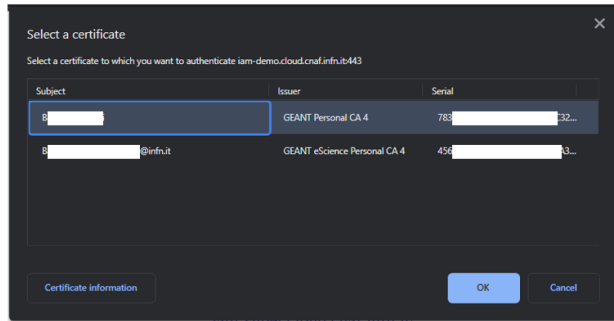 Select a certificate
Select a certificate to which you want to authenticate iam-demo.cloud.cnaf.infn.it:443
Subject Issuer Serial
B GEANT Personal CA 4 783 32...
B @infn.it GEANT eScience Personal CA 4 456 A3...
Certificate information OK Cancel